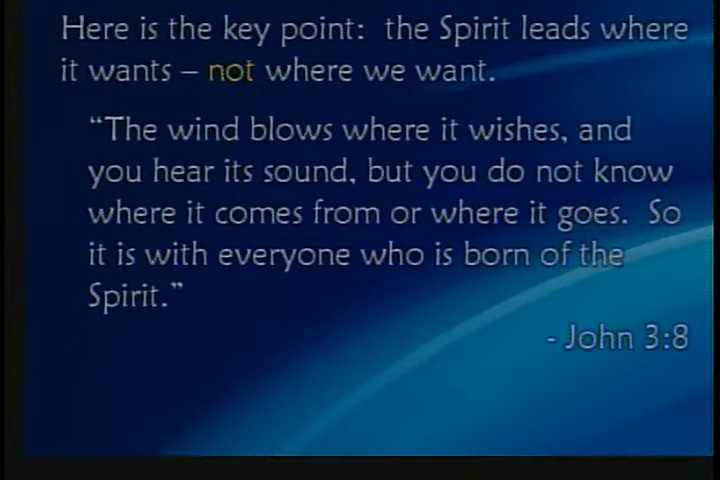 Here is the key point:  the Spirit leads where
it wants – not where we want.
“The wind blows where it wishes, and
you hear its sound, but you do not know
where it comes from or where it goes.  So
it is with everyone who is born of the
Spirit.”
- John 3:8